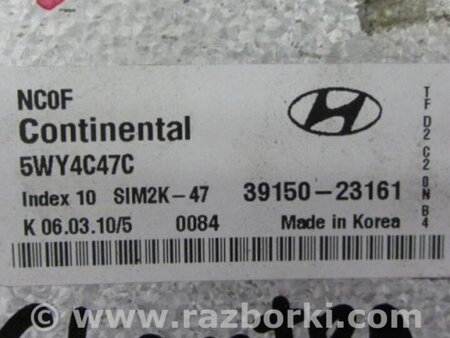 NC0F
Continental
5WY4C47C
Index 10 SIM2K-47 39150-23161
K 06.03.10/5 0084 Made in Korea
TF D2 C2 0N B4
www.razborki.com